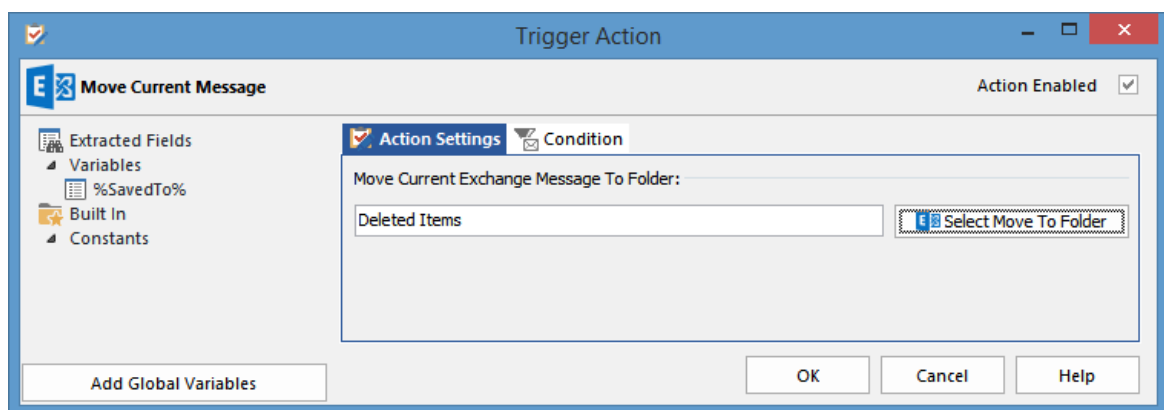 Trigger Action
Move Current Message
Action Enabled
Extracted Fields
Variables
%SavedTo%
Built In
Constants
Add Global Variables
Action Settings
Condition
Move Current Exchange Message To Folder:
Deleted Items
Select Move To Folder
OK
Cancel
Help